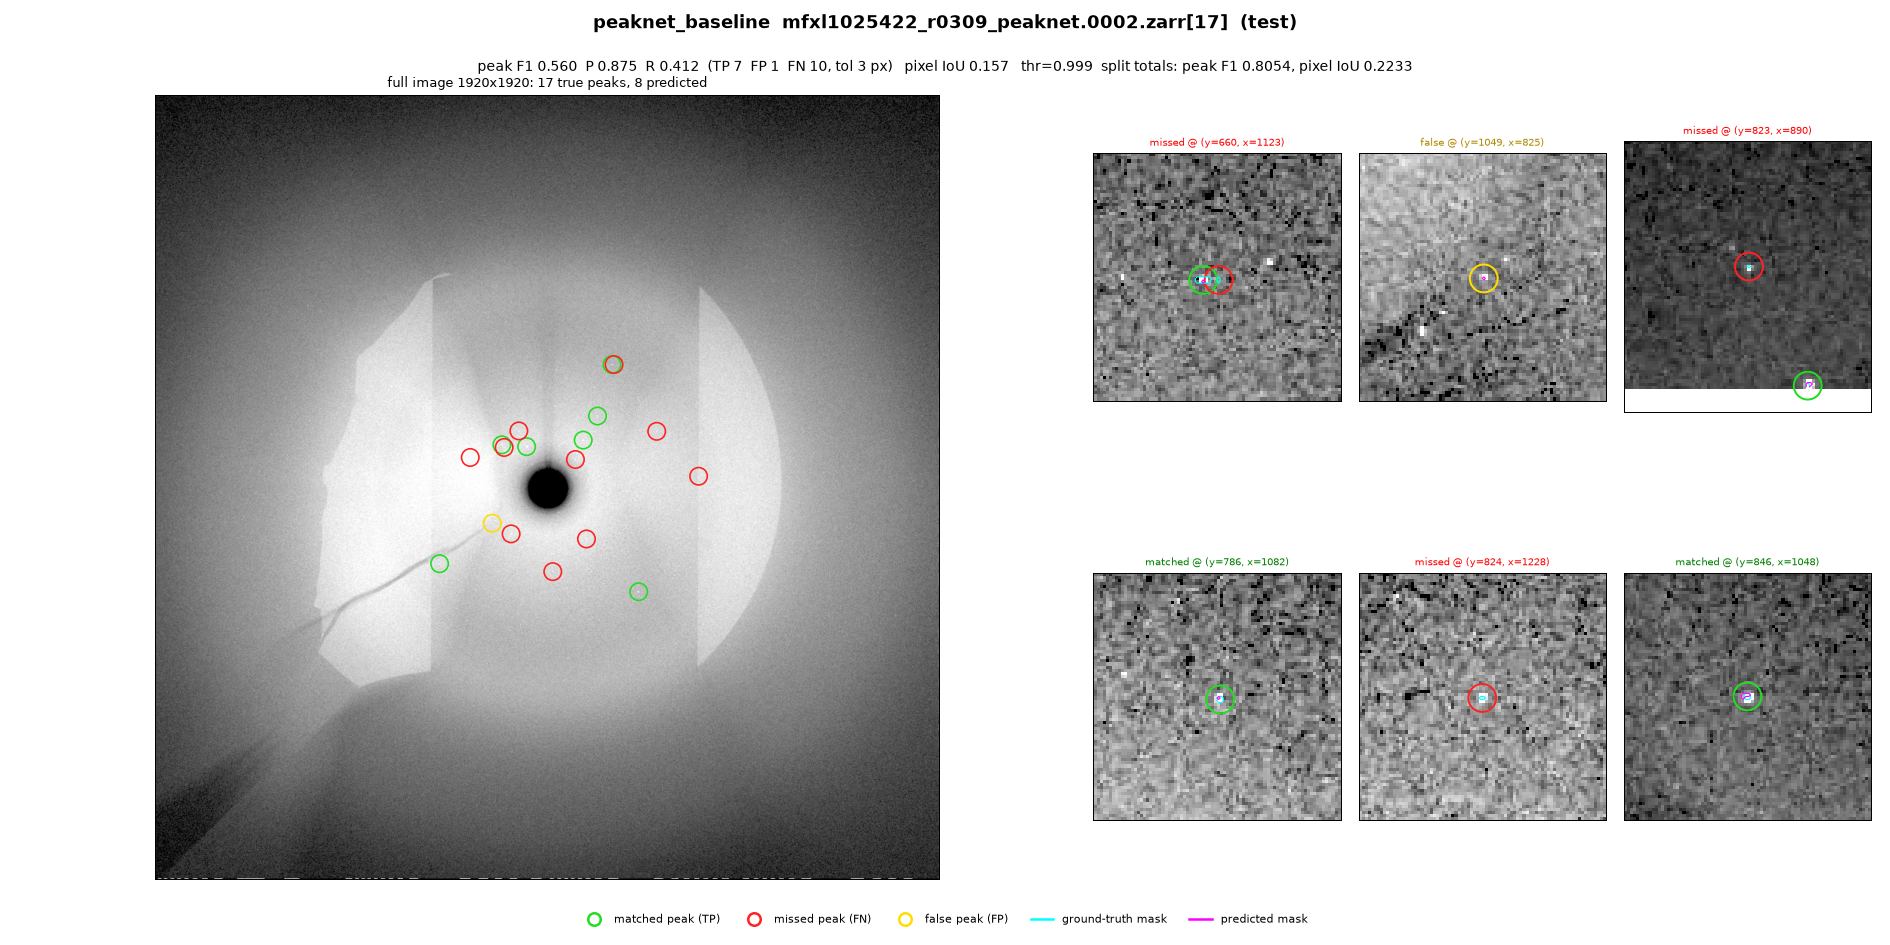 peaknet_baseline  mfxl1025422_r0309_peaknet.0002.zarr[17]  (test)
peak F1 0.560  P 0.875  R 0.412  (TP 7  FP 1  FN 10, tol 3 px)   pixel IoU 0.157   thr=0.999  split totals: peak F1 0.8054, pixel IoU 0.2233
full image 1920x1920: 17 true peaks, 8 predicted
missed @ (y=660, x=1123)
false @ (y=1049, x=825)
missed @ (y=823, x=890)
matched @ (y=786, x=1082)
missed @ (y=824, x=1228)
matched @ (y=846, x=1048)
matched peak (TP)
missed peak (FN)
false peak (FP)
ground-truth mask
predicted mask